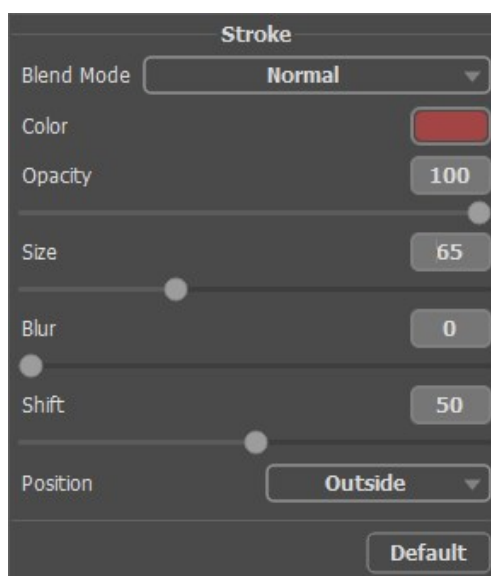 Stroke
Blend Mode Normal
Color
Opacity 100
Size 65
Blur 0
Shift 50
Position Outside
Default